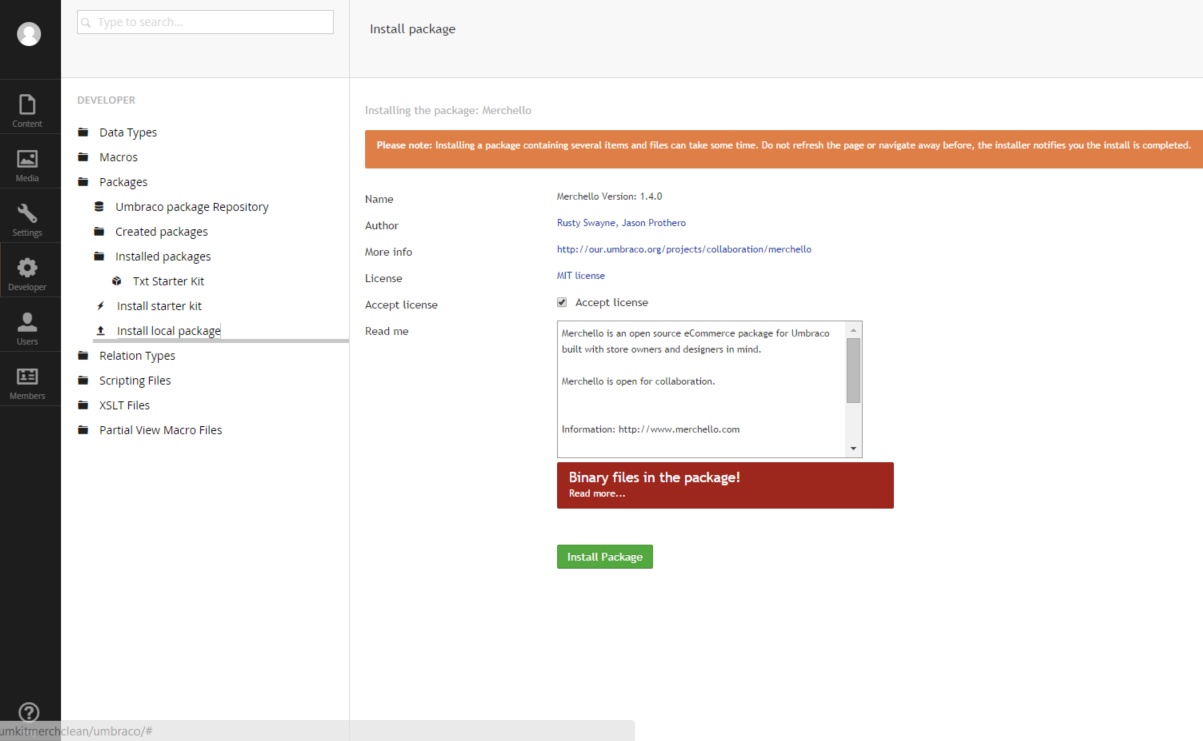 Type to search...
Install package
Content
Media
Settings
Developer
Users
Members
DEVELOPER
Data Types
Macros
Packages
Umbraco package Repository
Created packages
Installed packages
Txt Starter Kit
Install starter kit
Install local package
Relation Types
Scripting Files
XSLT Files
Partial View Macro Files
Installing the package: Merchello
Please note: Installing a package containing several items and files can take some time. Do not refresh the page or navigate away before, the installer notifies you the install is completed.
Name Merchello Version: 1.4.0
Author Rusty Swayne, Jason Prothero
More info http://our.umbraco.org/projects/collaboration/merchello
License MIT license
Accept license Accept license
Read me
Merchello is an open source eCommerce package for Umbraco
built with store owners and designers in mind.
Merchello is open for collaboration.
Information: http://www.merchello.com
Binary files in the package!
Read more...
Install Package
?
umkitmerchclean/umbraco/#